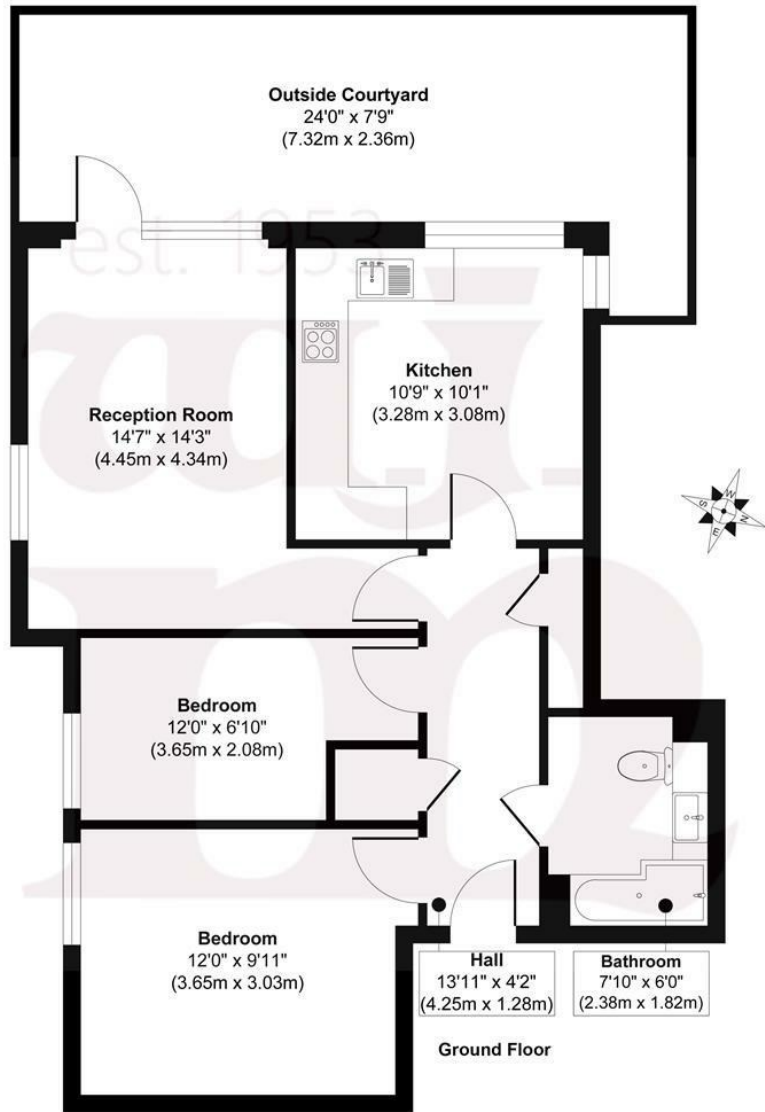 Outside Courtyard
24'0" x 7'9"
(7.32m x 2.36m)
est. 1953
Kitchen
10'9" x 10'1"
(3.28m x 3.08m)
Reception Room
14'7" x 14'3"
(4.45m x 4.34m)
W
S
N
E
Bedroom
12'0" x 6'10"
(3.65m x 2.08m)
Bedroom
12'0" x 9'11"
(3.65m x 3.03m)
Hall
13'11" x 4'2"
(4.25m x 1.28m)
Bathroom
7'10" x 6'0"
(2.38m x 1.82m)
Ground Floor